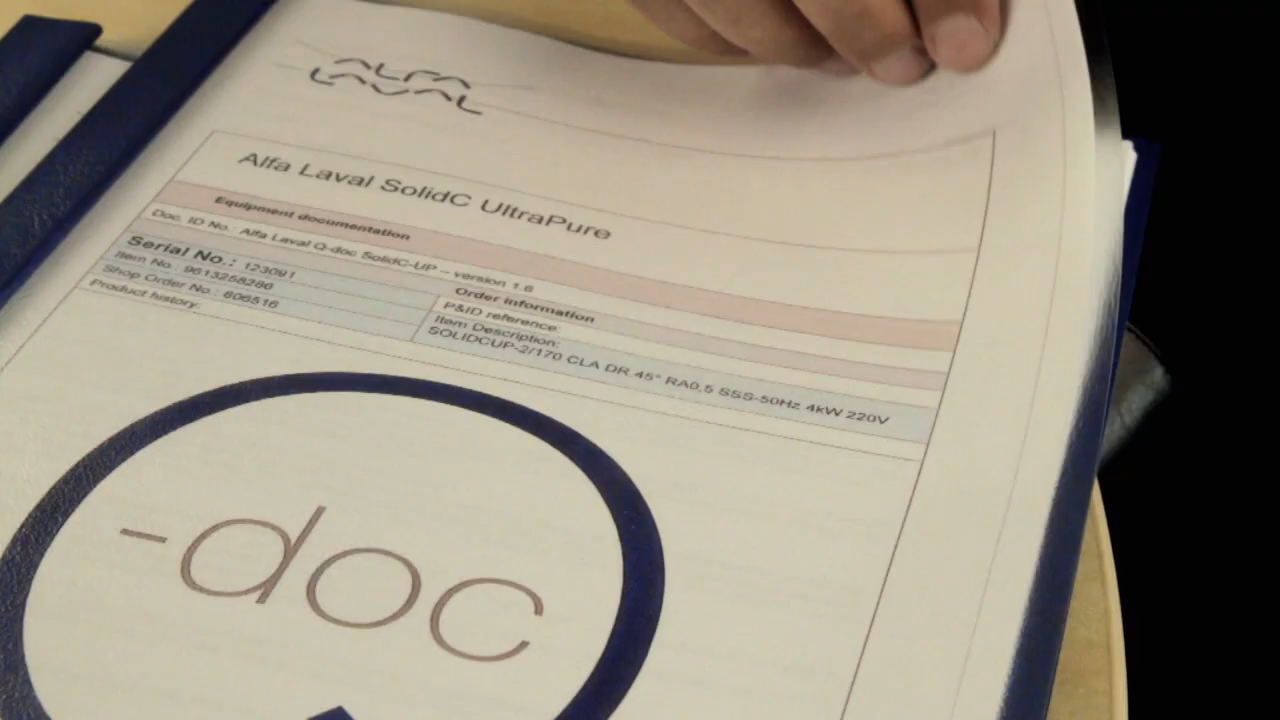 ALFA
LAVAL
Alfa Laval SolidC UltraPure
Equipment documentation
Doc. ID No.: Alfa Laval Q-doc SolidC-UP – version 1.6
Serial No.: 123091
Item No.: 9613258286
Shop Order No.: 606516
Product history:
Order information
P&ID reference:
Item Description:
SOLIDCUP-2/170 CLA DR 45° RA0,5 SSS-50Hz 4kW 220V
-doc